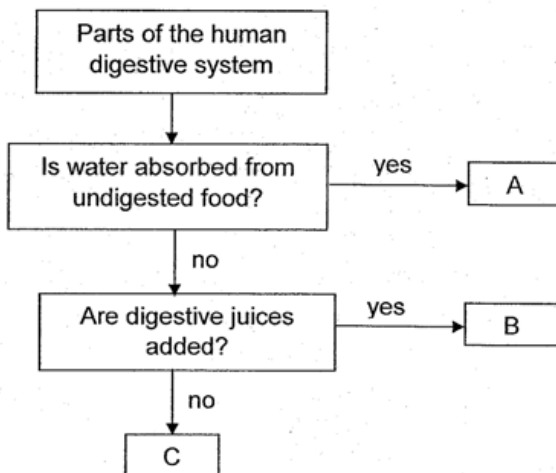 Parts of the human
digestive system
Is water absorbed from
undigested food?
yes
A
no
Are digestive juices
added?
yes
B
no
C